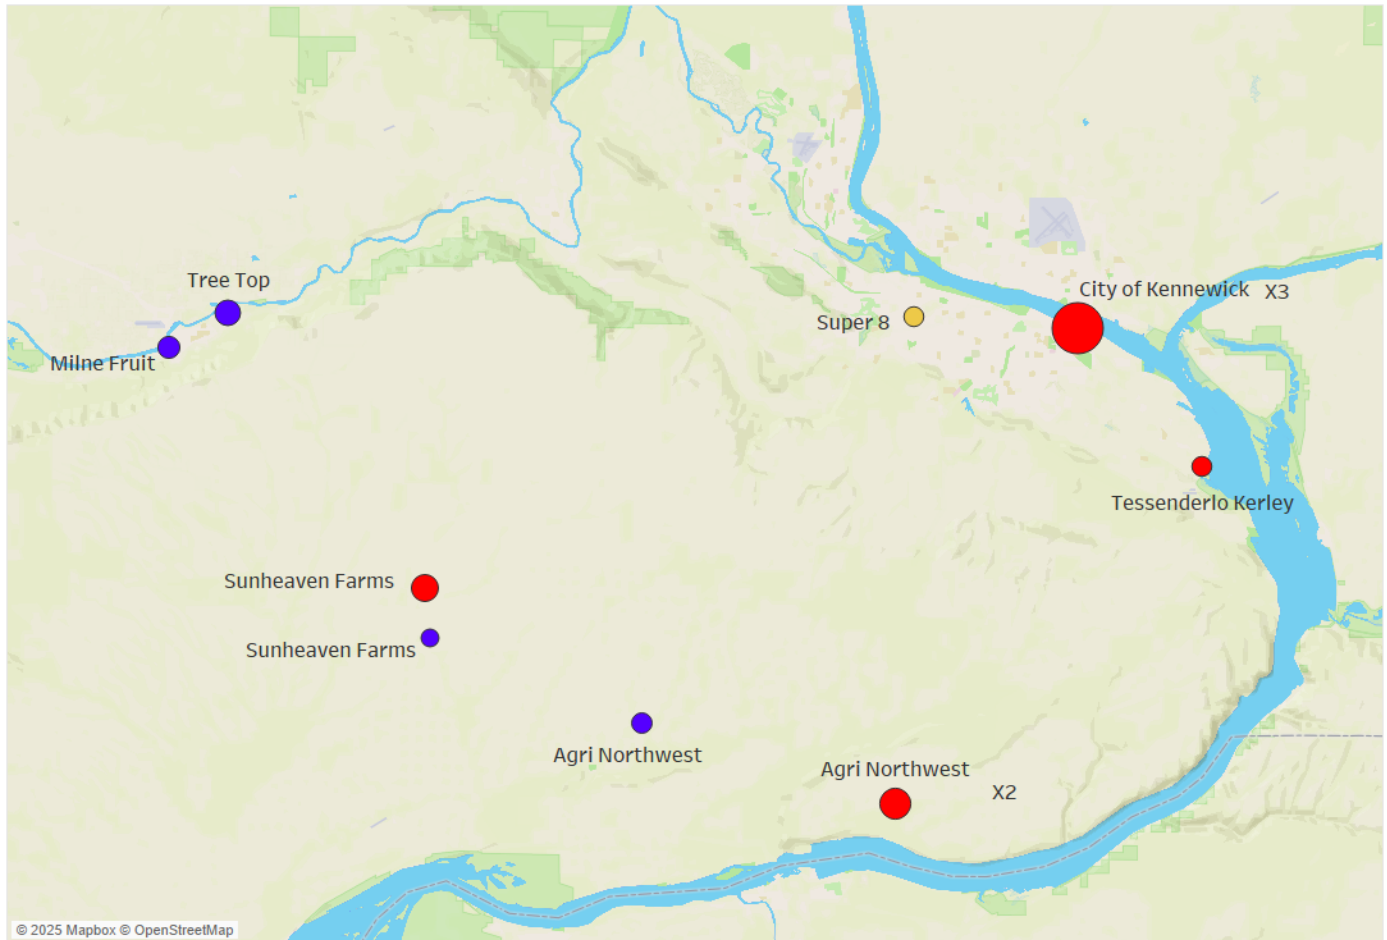 Tree Top
City of Kennewick X3
Super 8
Milne Fruit
Tessenderlo Kerley
Sunheaven Farms
Sunheaven Farms
Agri Northwest
Agri Northwest X2
© 2025 Mapbox © OpenStreetMap